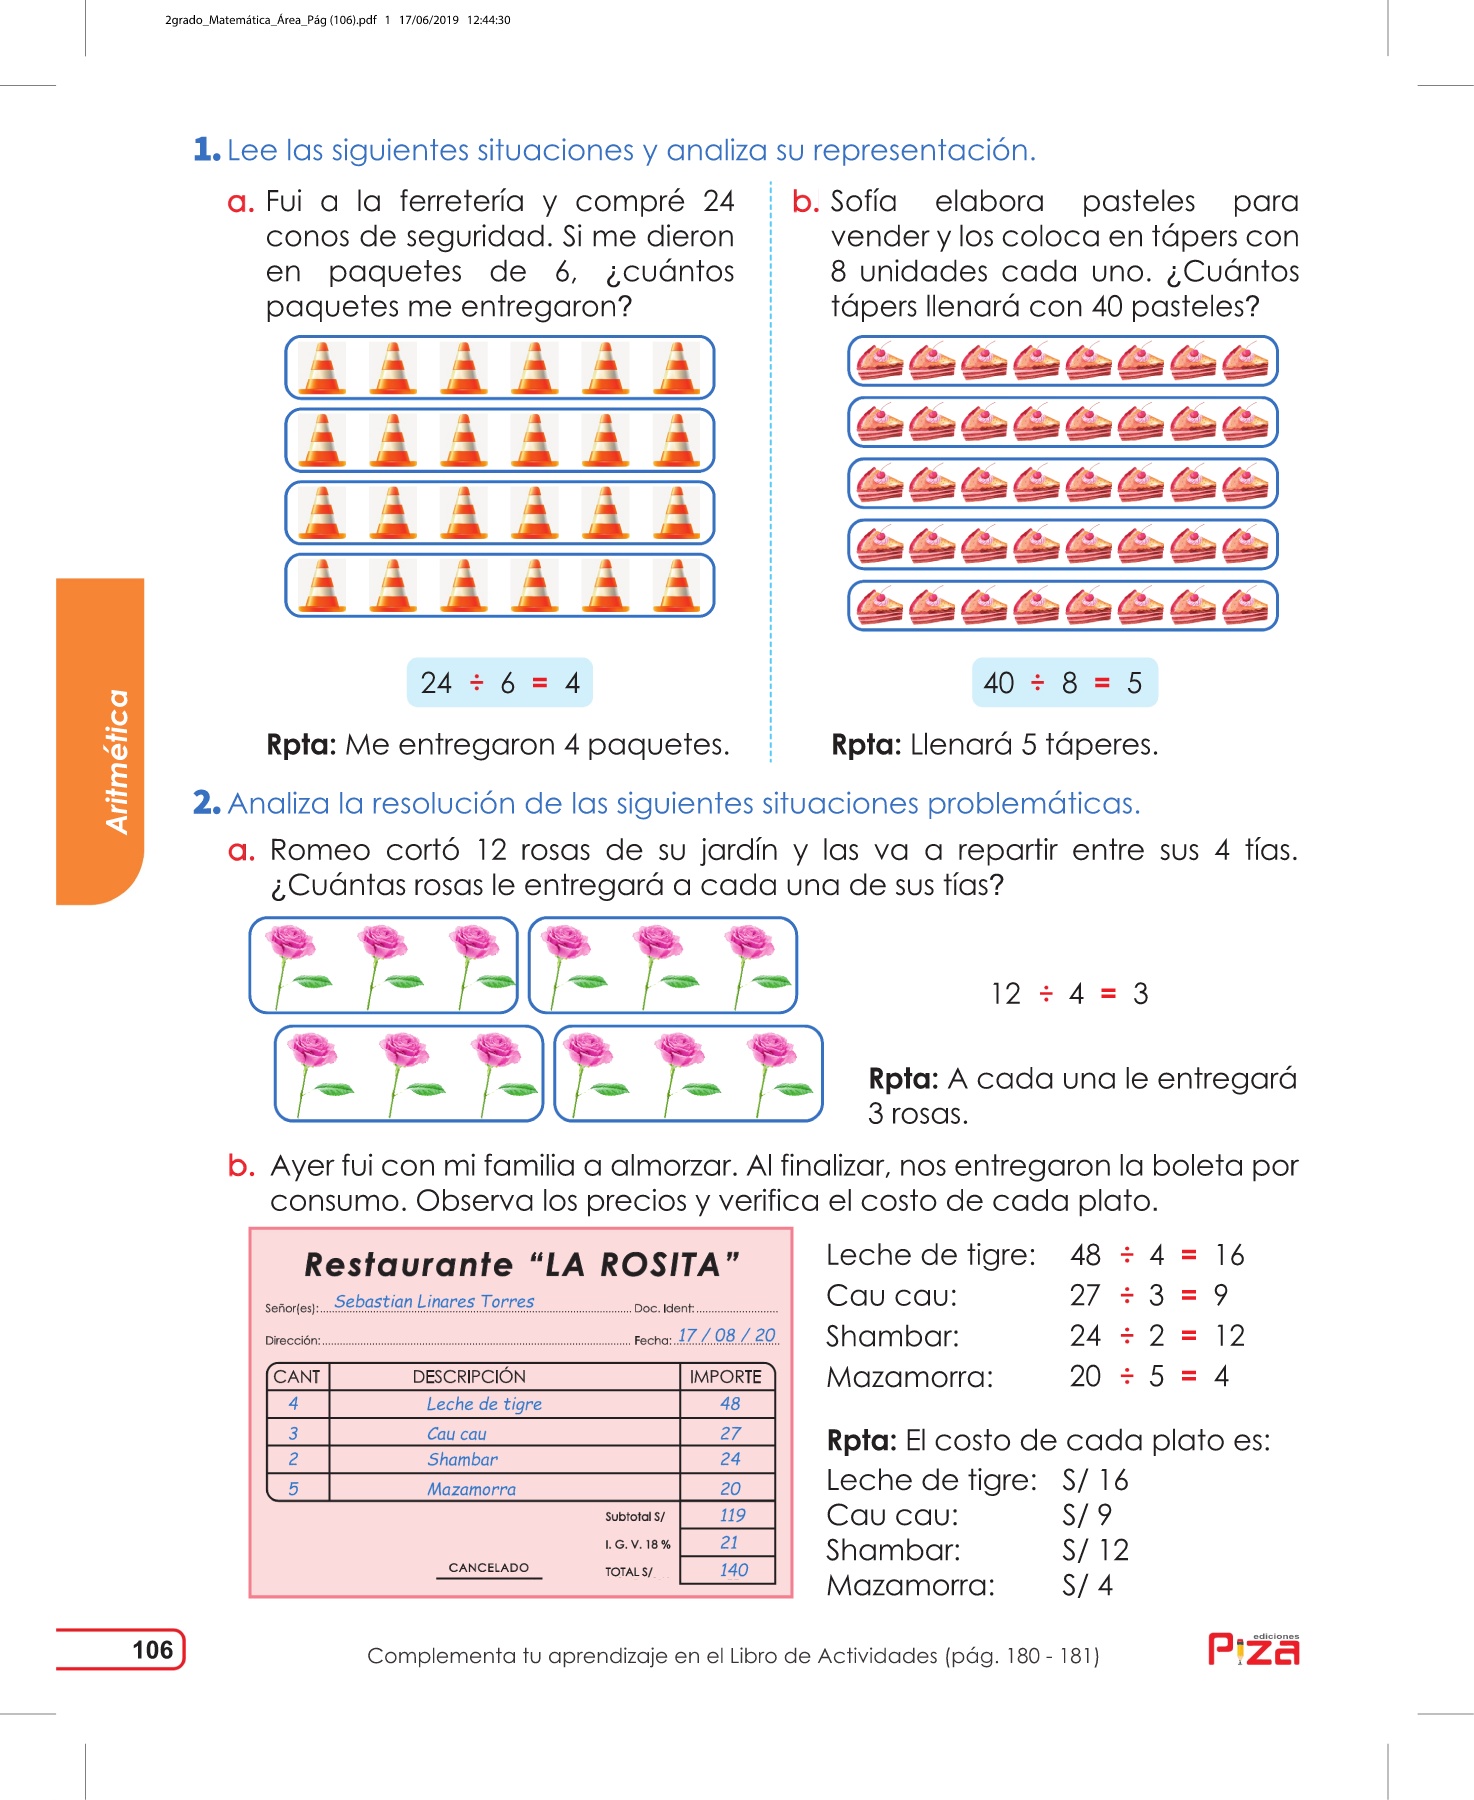 2grado_Matemática_Área_Pág (106).pdf 1 17/06/2019 12:44:30
1. Lee las siguientes situaciones y analiza su representación.
a. Fui a la ferretería y compré 24
conos de seguridad. Si me dieron
en paquetes de 6, ¿cuántos
paquetes me entregaron?
24 ÷ 6 = 4
Rpta: Me entregaron 4 paquetes.
b. Sofía elabora pasteles para
vender y los coloca en tápers con
8 unidades cada uno. ¿Cuántos
tápers llenará con 40 pasteles?
40 ÷ 8 = 5
Rpta: Llenará 5 táperes.
Aritmética
2. Analiza la resolución de las siguientes situaciones problemáticas.
a. Romeo cortó 12 rosas de su jardín y las va a repartir entre sus 4 tías.
¿Cuántas rosas le entregará a cada una de sus tías?
12 ÷ 4 = 3
Rpta: A cada una le entregará
3 rosas.
b. Ayer fui con mi familia a almorzar. Al finalizar, nos entregaron la boleta por
consumo. Observa los precios y verifica el costo de cada plato.
Restaurante “LA ROSITA”
Señor(es): Sebastian Linares Torres Doc. Ident:
Dirección: Fecha: 17 / 08 / 20
CANT DESCRIPCIÓN IMPORTE
4 Leche de tigre 48
3 Cau cau 27
2 Shambar 24
5 Mazamorra 20
Subtotal S/ 119
I. G. V. 18 % 21
CANCELADO TOTAL S/ 140
Leche de tigre: 48 ÷ 4 = 16
Cau cau: 27 ÷ 3 = 9
Shambar: 24 ÷ 2 = 12
Mazamorra: 20 ÷ 5 = 4
Rpta: El costo de cada plato es:
Leche de tigre: S/ 16
Cau cau: S/ 9
Shambar: S/ 12
Mazamorra: S/ 4
106
Complementa tu aprendizaje en el Libro de Actividades (pág. 180 - 181)
ediciones
Piza